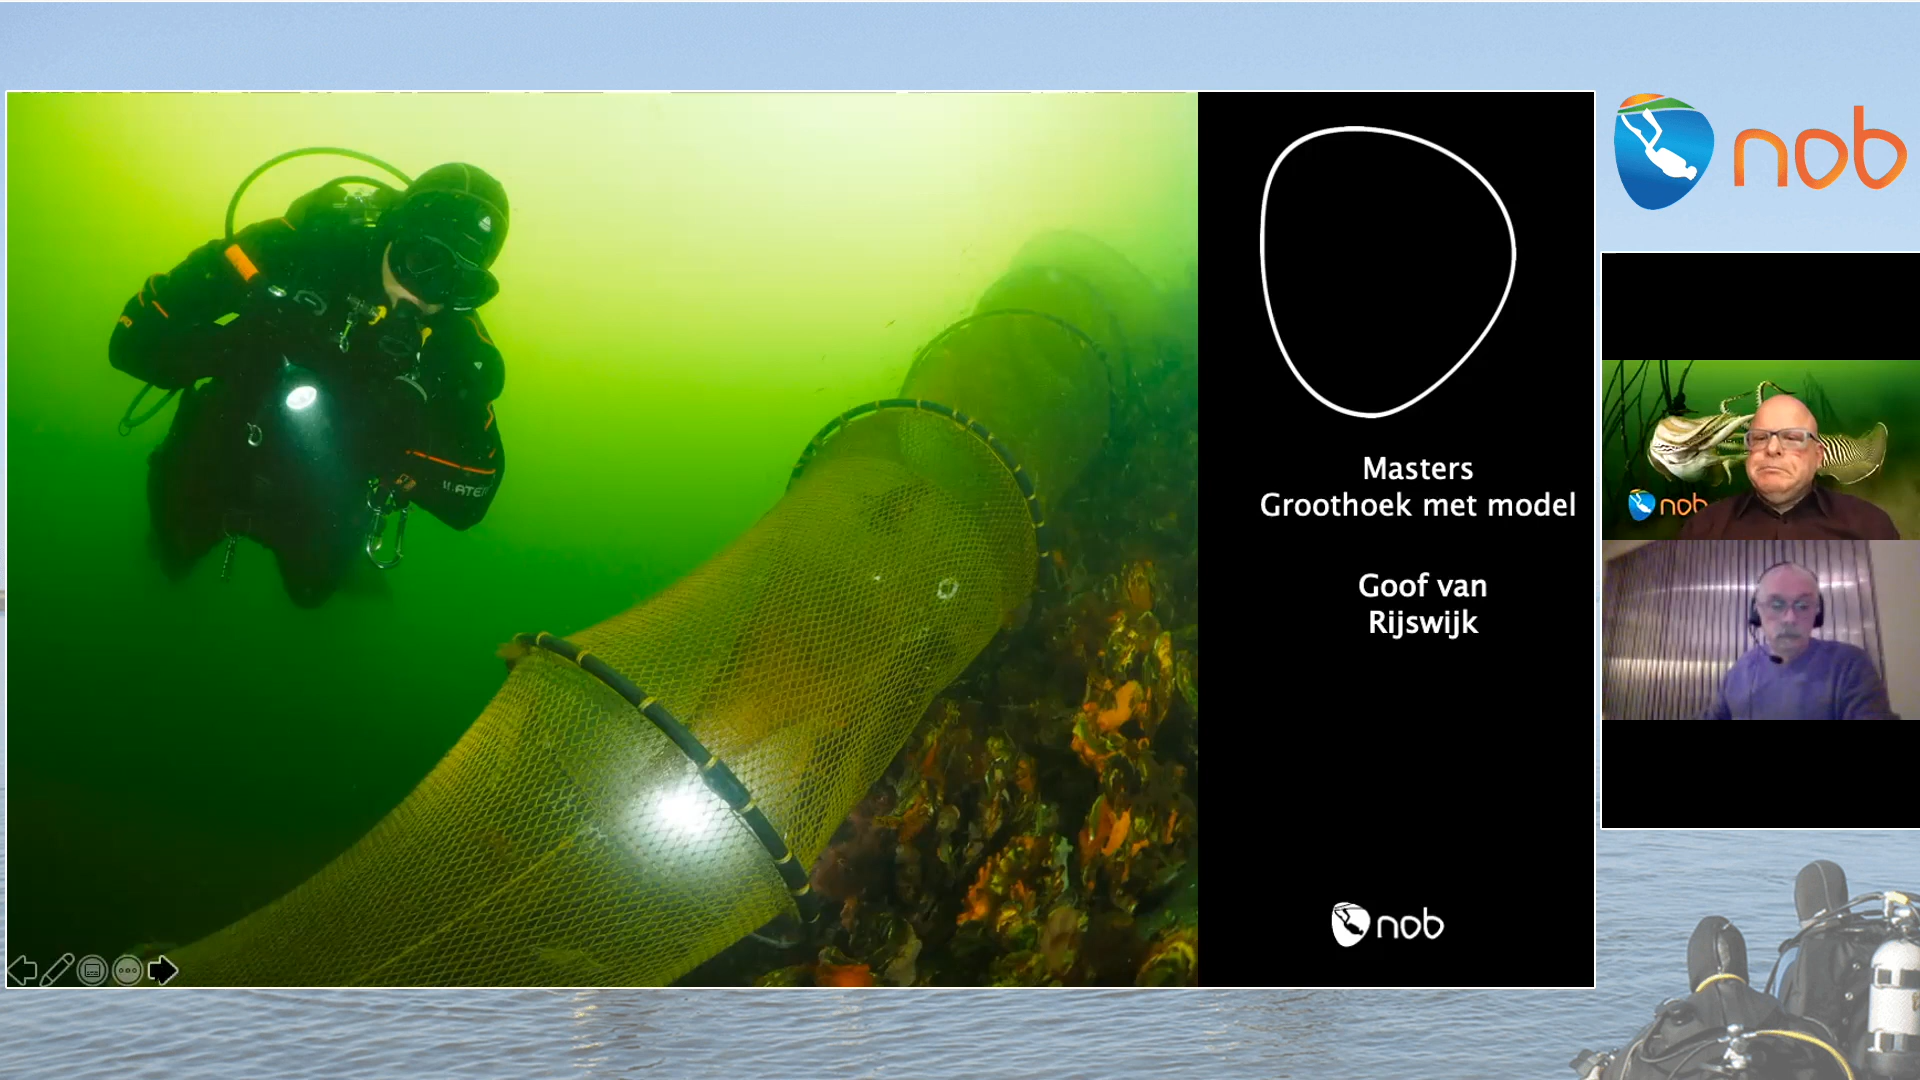 Masters
Groothoek met model
Goof van
Rijswijk
nob
nob
nob